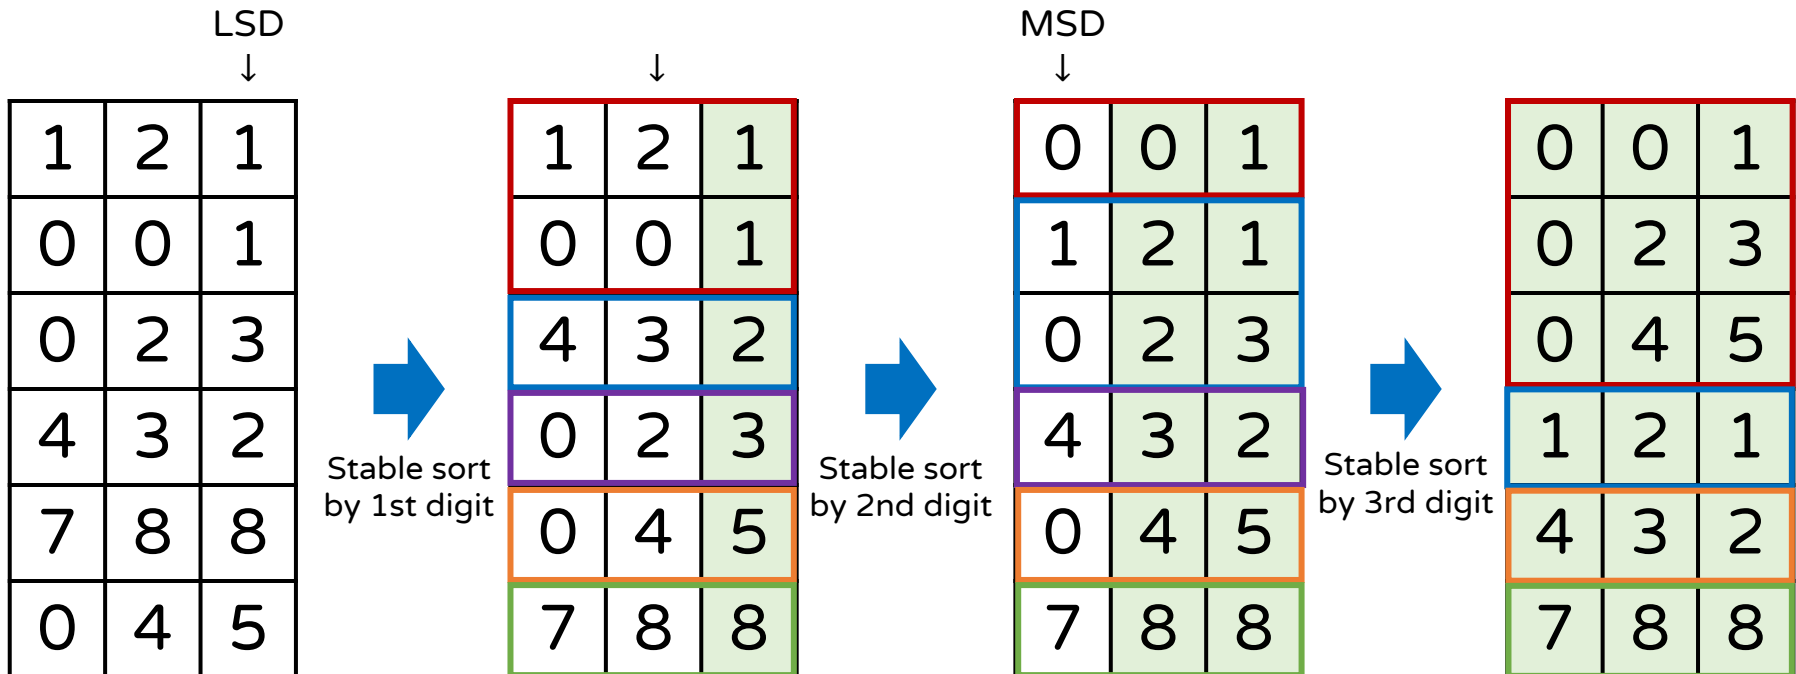 LSD MSD
↓ ↓ ↓
1 2 1 1 2 1 0 0 1 0 0 1
0 0 1 0 0 1 1 2 1 0 2 3
0 2 3 4 3 2 0 2 3 0 4 5
4 3 2 0 2 3 4 3 2 1 2 1
Stable sort Stable sort Stable sort
by 1st digit by 2nd digit by 3rd digit
7 8 8 0 4 5 0 4 5 4 3 2
0 4 5 7 8 8 7 8 8 7 8 8